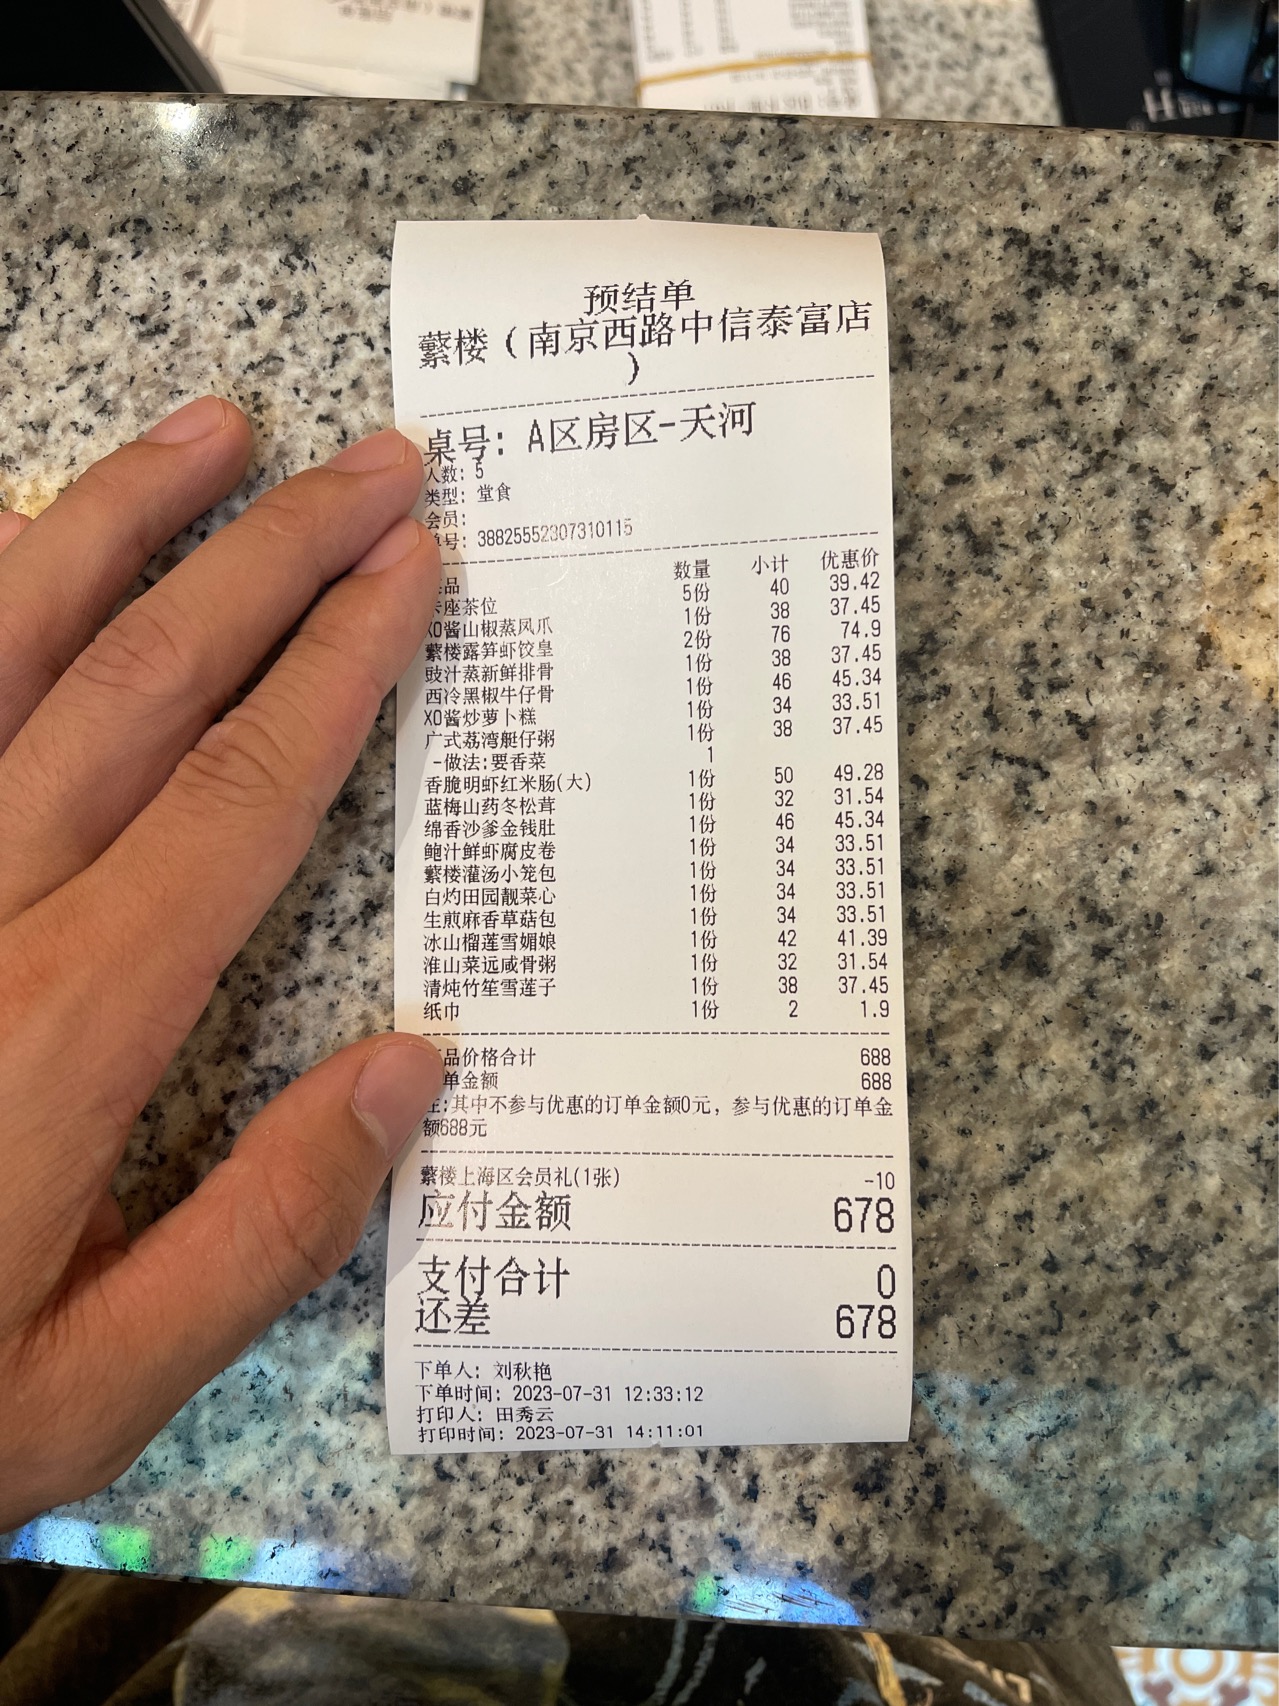 预结单
蘩楼（南京西路中信泰富店
）
桌号: A区房区-天河
人数: 5
类型: 堂食
会员:
单号: 38825552307310115
品 数量 小计 优惠价
座茶位 5份 40 39.42
XO酱山椒蒸凤爪 1份 38 37.45
蘩楼露笋虾饺皇 2份 76 74.9
豉汁蒸新鲜排骨 1份 38 37.45
西冷黑椒牛仔骨 1份 46 45.34
XO酱炒萝卜糕 1份 34 33.51
广式荔湾艇仔粥 1份 38 37.45
-做法:要香菜 1
香脆明虾红米肠(大) 1份 50 49.28
蓝梅山药冬松茸 1份 32 31.54
绵香沙爹金钱肚 1份 46 45.34
鲍汁鲜虾腐皮卷 1份 34 33.51
蘩楼灌汤小笼包 1份 34 33.51
白灼田园靓菜心 1份 34 33.51
生煎麻香草菇包 1份 34 33.51
冰山榴莲雪媚娘 1份 42 41.39
淮山菜远咸骨粥 1份 32 31.54
清炖竹笙雪莲子 1份 38 37.45
纸巾 1份 2 1.9
品价格合计 688
单金额 688
注:其中不参与优惠的订单金额0元，参与优惠的订单金
额688元
蘩楼上海区会员礼(1张) -10
应付金额 678
支付合计 0
还差 678
下单人: 刘秋艳
下单时间: 2023-07-31 12:33:12
打印人: 田秀云
打印时间: 2023-07-31 14:11:01